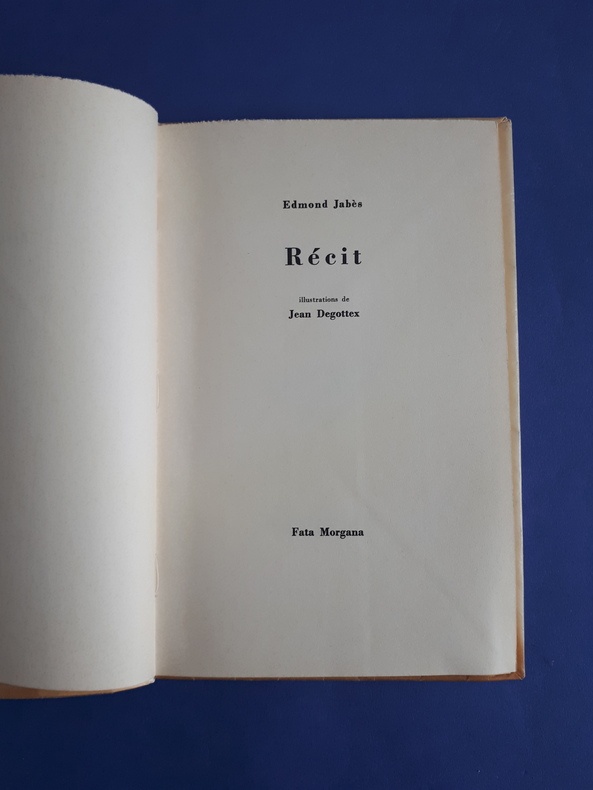 Edmond Jabès
Récit
illustrations de
Jean Degottex
Fata Morgana